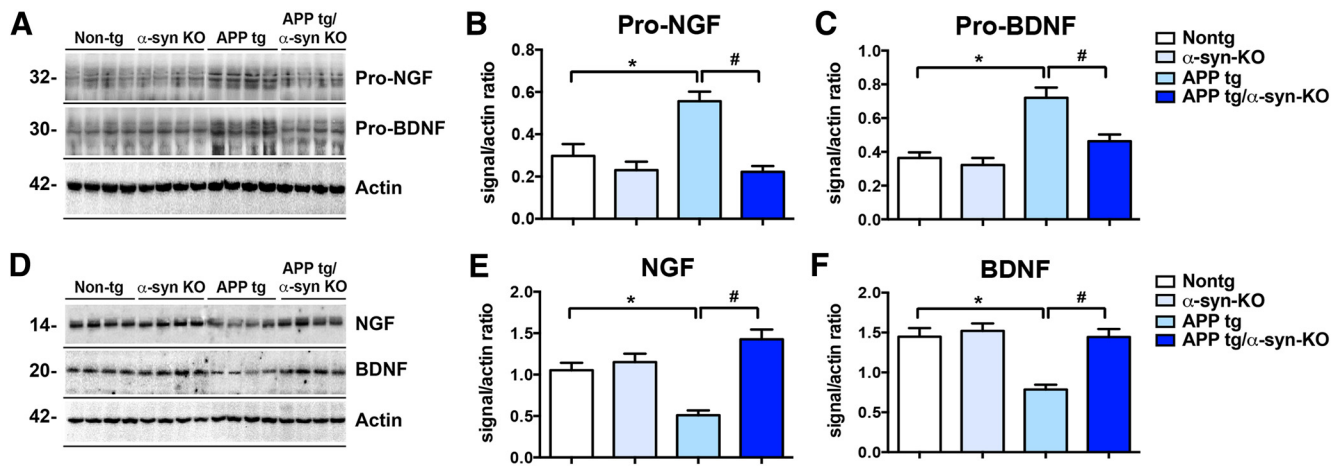 A
Non-tg α-syn KO APP tg APP tg/
α-syn KO
32- Pro-NGF
30- Pro-BDNF
42- Actin
B
Pro-NGF
signal/actin ratio
0.8
0.6
0.4
0.2
0.0
* #
C
Pro-BDNF
signal/actin ratio
1.0
0.8
0.6
0.4
0.2
0.0
* #
Nontg
α-syn-KO
APP tg
APP tg/α-syn-KO
D
Non-tg α-syn KO APP tg APP tg/
α-syn KO
14- NGF
20- BDNF
42- Actin
E
NGF
signal/actin ratio
2.0
1.5
1.0
0.5
0.0
* #
F
BDNF
signal/actin ratio
2.0
1.5
1.0
0.5
0.0
* #
Nontg
α-syn-KO
APP tg
APP tg/α-syn-KO